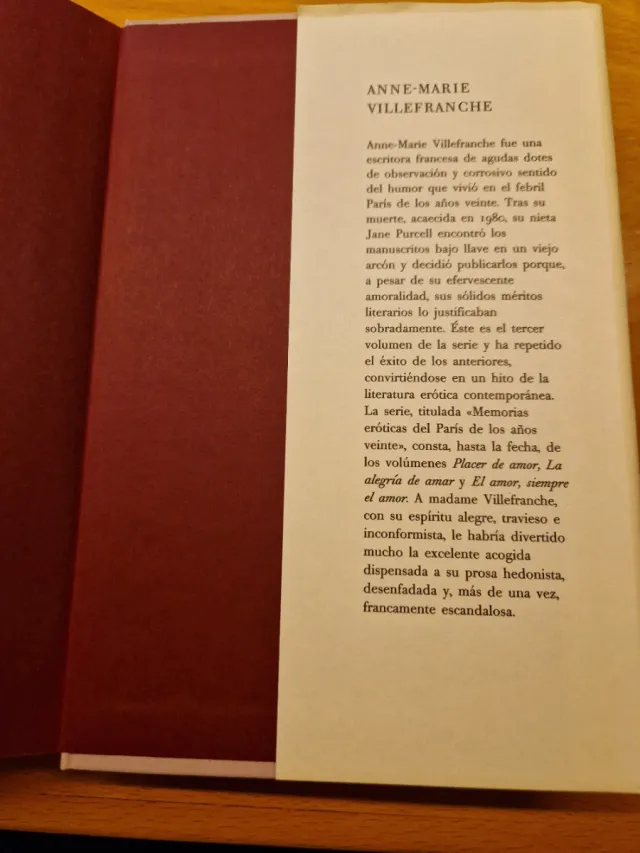 ANNE-MARIE
VILLEFRANCHE
Anne-Marie Villefranche fue una
escritora francesa de agudas dotes
de observación y corrosivo sentido
del humor que vivió en el febril
París de los años veinte. Tras su
muerte, acaecida en 1980, su nieta
Jane Purcell encontró los
manuscritos bajo llave en un viejo
arcón y decidió publicarlos porque,
a pesar de su efervescente
amoralidad, sus sólidos méritos
literarios lo justificaban
sobradamente. Éste es el tercer
volumen de la serie y ha repetido
el éxito de los anteriores,
convirtiéndose en un hito de la
literatura erótica contemporánea.
La serie, titulada «Memorias
eróticas del París de los años
veinte», consta, hasta la fecha, de
los volúmenes Placer de amor, La
alegría de amar y El amor, siempre
el amor. A madame Villefranche,
con su espíritu alegre, travieso e
inconformista, le habría divertido
mucho la excelente acogida
dispensada a su prosa hedonista,
desenfadada y, más de una vez,
francamente escandalosa.